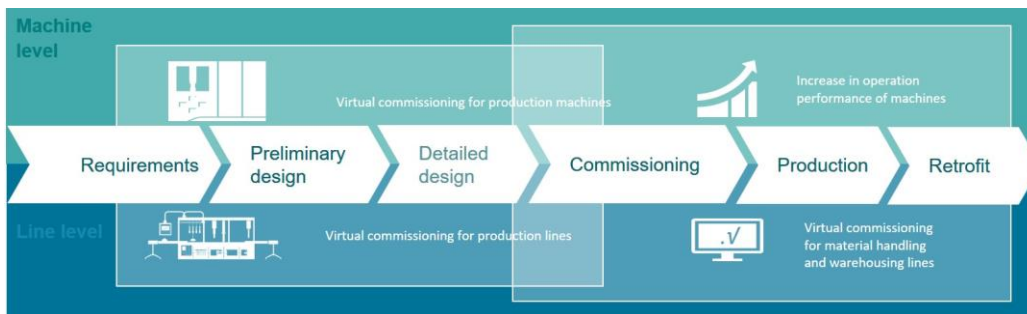 Machine
level
Virtual commissioning for production machines
Increase in operation
performance of machines
Requirements
Preliminary
design
Detailed
design
Commissioning
Production
Retrofit
Line level
Virtual commissioning for production lines
.√
Virtual commissioning
for material handling
and warehousing lines